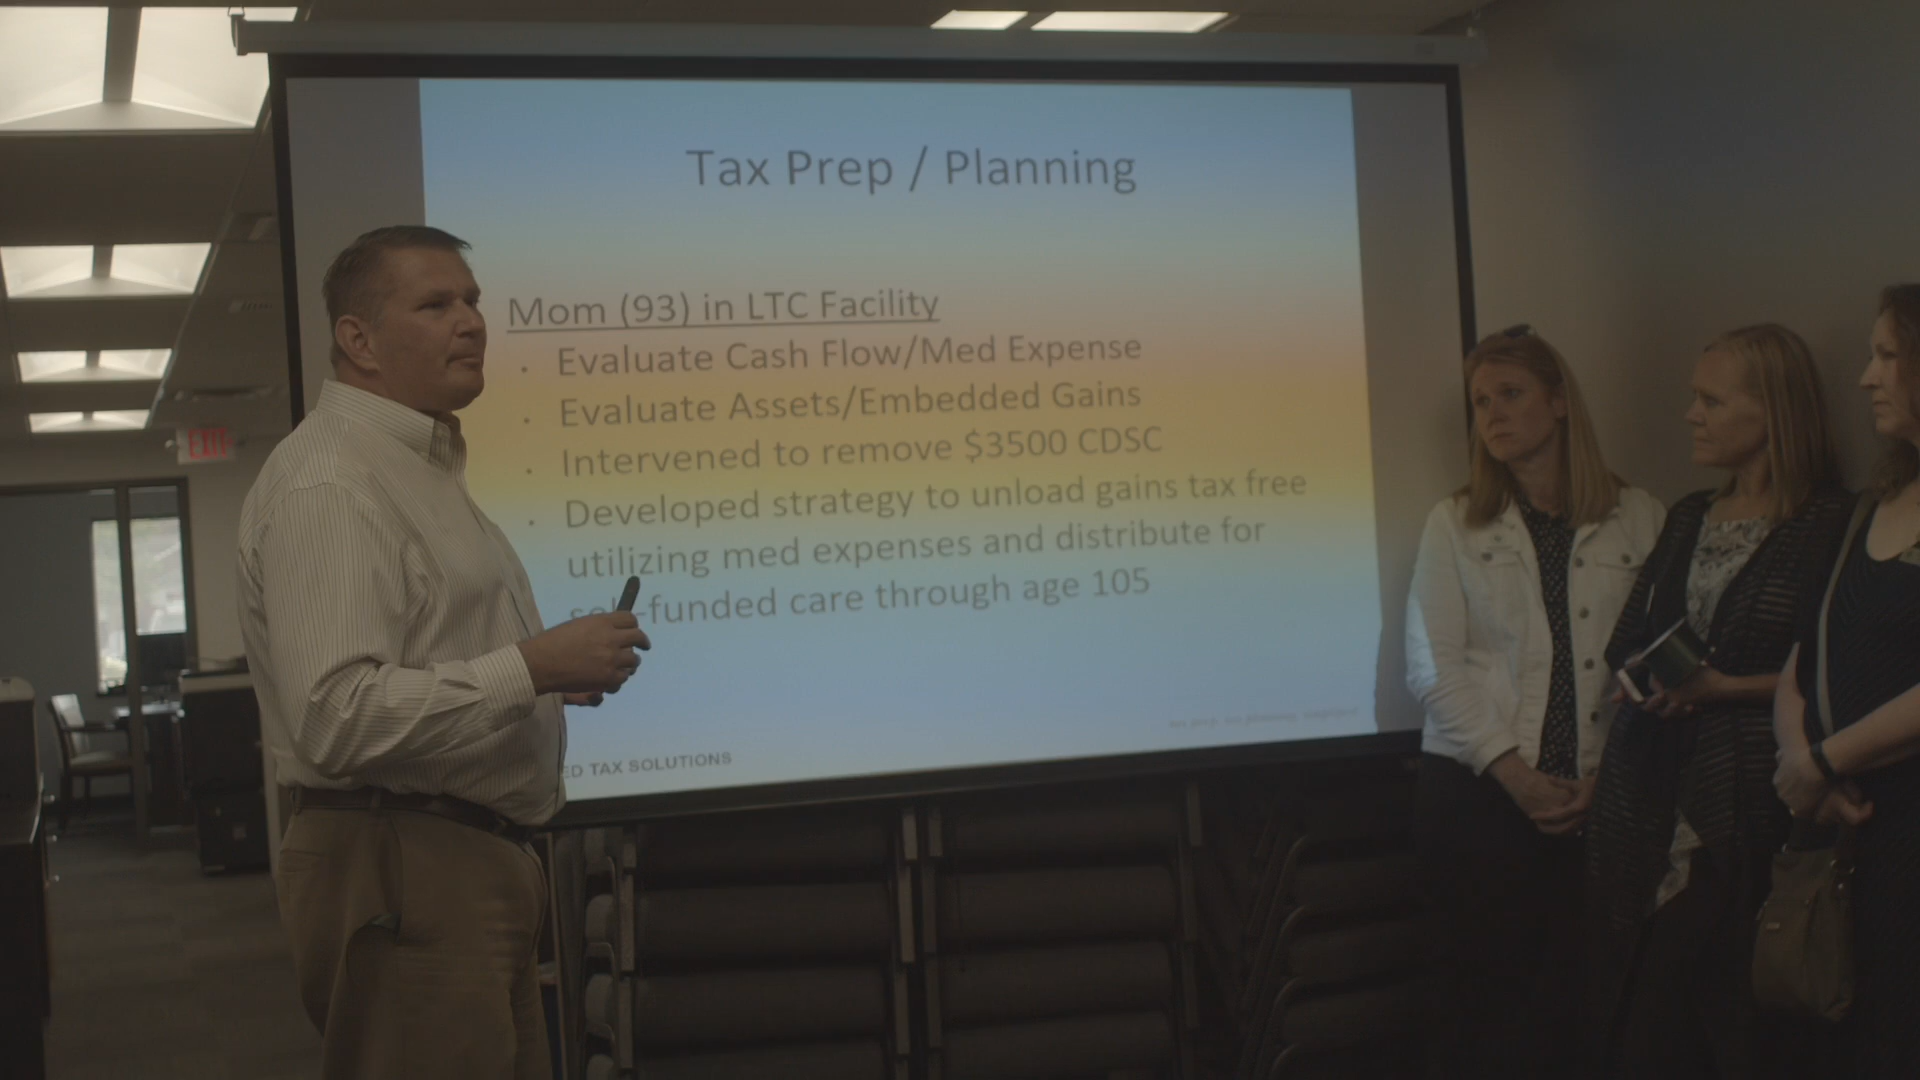 Tax Prep / Planning
Mom (93) in LTC Facility
. Evaluate Cash Flow/Med Expense
. Evaluate Assets/Embedded Gains
. Intervened to remove $3500 CDSC
. Developed strategy to unload gains tax free
utilizing med expenses and distribute for
-funded care through age 105
ED TAX SOLUTIONS
EXIT